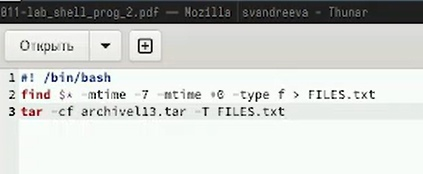 011-lab_shell_prog_2.pdf — Mozilla svandreeva - Thunar
Открыть
1 #! /bin/bash
2 find $* -mtime -7 -mtime +0 -type f > FILES.txt
3 tar -cf archivel13.tar -T FILES.txt